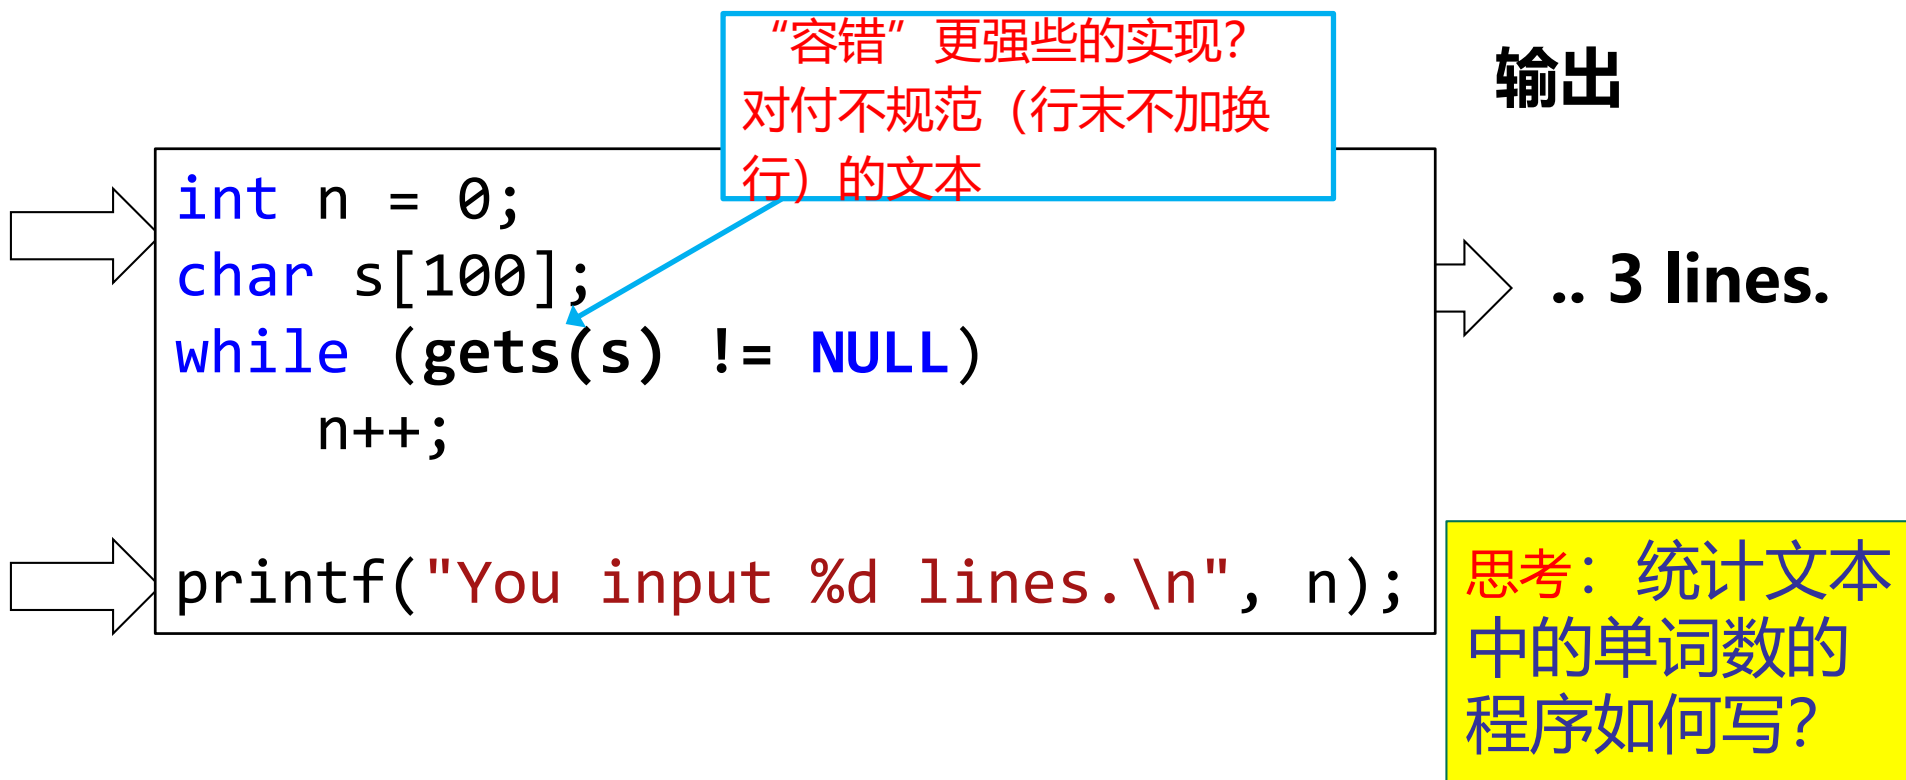 “容错”更强些的实现？
对付不规范（行末不加换
行）的文本
输出
int n = 0;
char s[100];
while (gets(s) != NULL)
n++;
printf("You input %d lines.\n", n);
.. 3 lines.
思考：统计文本
中的单词数的
程序如何写？